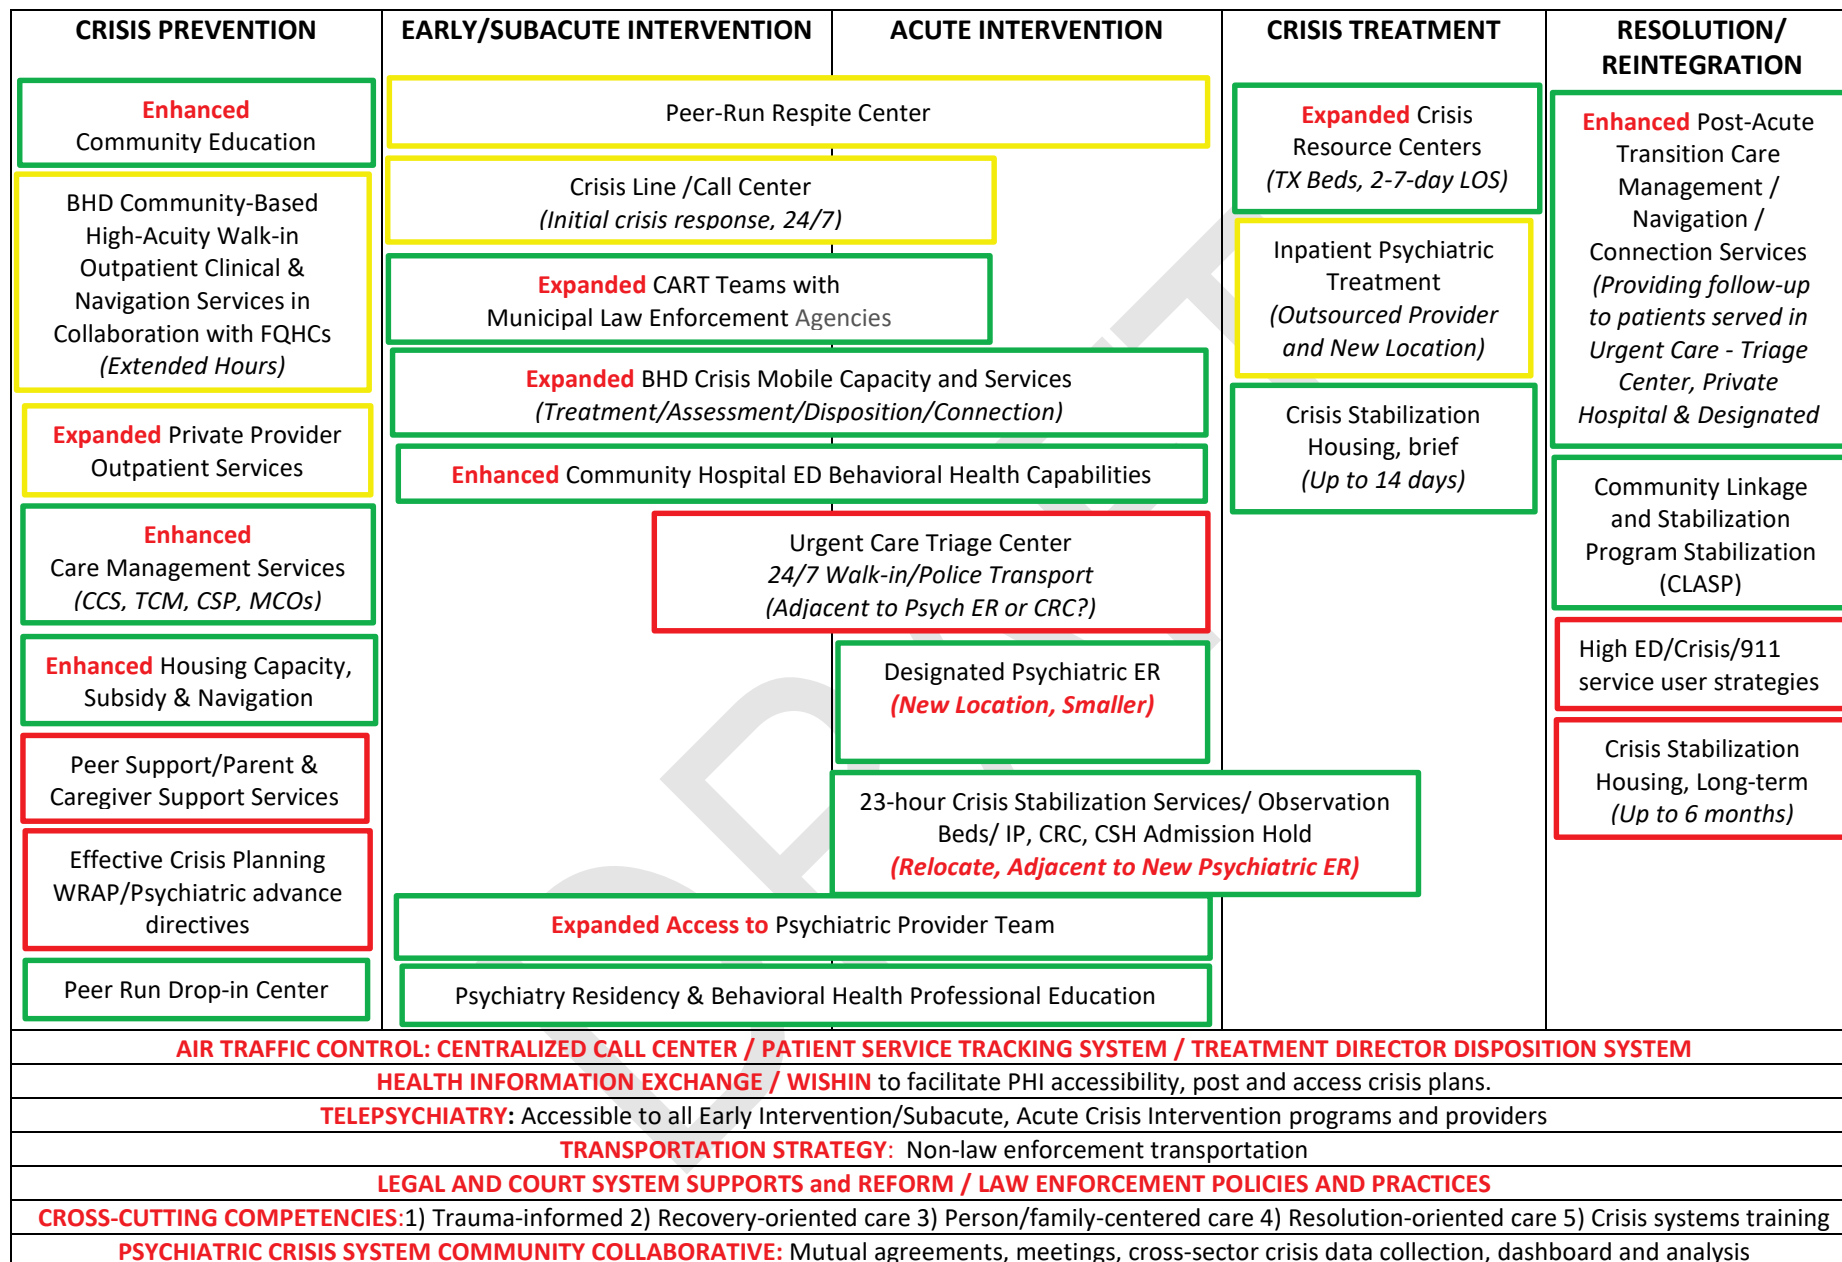 CRISIS PREVENTION
Enhanced
Community Education
BHD Community-Based
High-Acuity Walk-in
Outpatient Clinical &
Navigation Services in
Collaboration with FQHCs
(Extended Hours)
Expanded Private Provider
Outpatient Services
Enhanced
Care Management Services
(CCS, TCM, CSP, MCOs)
Enhanced Housing Capacity,
Subsidy & Navigation
Peer Support/Parent &
Caregiver Support Services
Effective Crisis Planning
WRAP/Psychiatric advance
directives
Peer Run Drop-in Center
EARLY/SUBACUTE INTERVENTION
ACUTE INTERVENTION
Peer-Run Respite Center
Crisis Line /Call Center
(Initial crisis response, 24/7)
Expanded CART Teams with
Municipal Law Enforcement Agencies
Expanded BHD Crisis Mobile Capacity and Services
(Treatment/Assessment/Disposition/Connection)
Enhanced Community Hospital ED Behavioral Health Capabilities
Urgent Care Triage Center
24/7 Walk-in/Police Transport
(Adjacent to Psych ER or CRC?)
Designated Psychiatric ER
(New Location, Smaller)
23-hour Crisis Stabilization Services/ Observation
Beds/ IP, CRC, CSH Admission Hold
(Relocate, Adjacent to New Psychiatric ER)
Expanded Access to Psychiatric Provider Team
Psychiatry Residency & Behavioral Health Professional Education
CRISIS TREATMENT
Expanded Crisis
Resource Centers
(TX Beds, 2-7-day LOS)
Inpatient Psychiatric
Treatment
(Outsourced Provider
and New Location)
Crisis Stabilization
Housing, brief
(Up to 14 days)
RESOLUTION/
REINTEGRATION
Enhanced Post-Acute
Transition Care
Management /
Navigation /
Connection Services
(Providing follow-up
to patients served in
Urgent Care - Triage
Center, Private
Hospital & Designated
Community Linkage
and Stabilization
Program Stabilization
(CLASP)
High ED/Crisis/911
service user strategies
Crisis Stabilization
Housing, Long-term
(Up to 6 months)
AIR TRAFFIC CONTROL: CENTRALIZED CALL CENTER / PATIENT SERVICE TRACKING SYSTEM / TREATMENT DIRECTOR DISPOSITION SYSTEM
HEALTH INFORMATION EXCHANGE / WISHIN to facilitate PHI accessibility, post and access crisis plans.
TELEPSYCHIATRY: Accessible to all Early Intervention/Subacute, Acute Crisis Intervention programs and providers
TRANSPORTATION STRATEGY: Non-law enforcement transportation
LEGAL AND COURT SYSTEM SUPPORTS and REFORM / LAW ENFORCEMENT POLICIES AND PRACTICES
CROSS-CUTTING COMPETENCIES:1) Trauma-informed 2) Recovery-oriented care 3) Person/family-centered care 4) Resolution-oriented care 5) Crisis systems training
PSYCHIATRIC CRISIS SYSTEM COMMUNITY COLLABORATIVE: Mutual agreements, meetings, cross-sector crisis data collection, dashboard and analysis
DRAFT